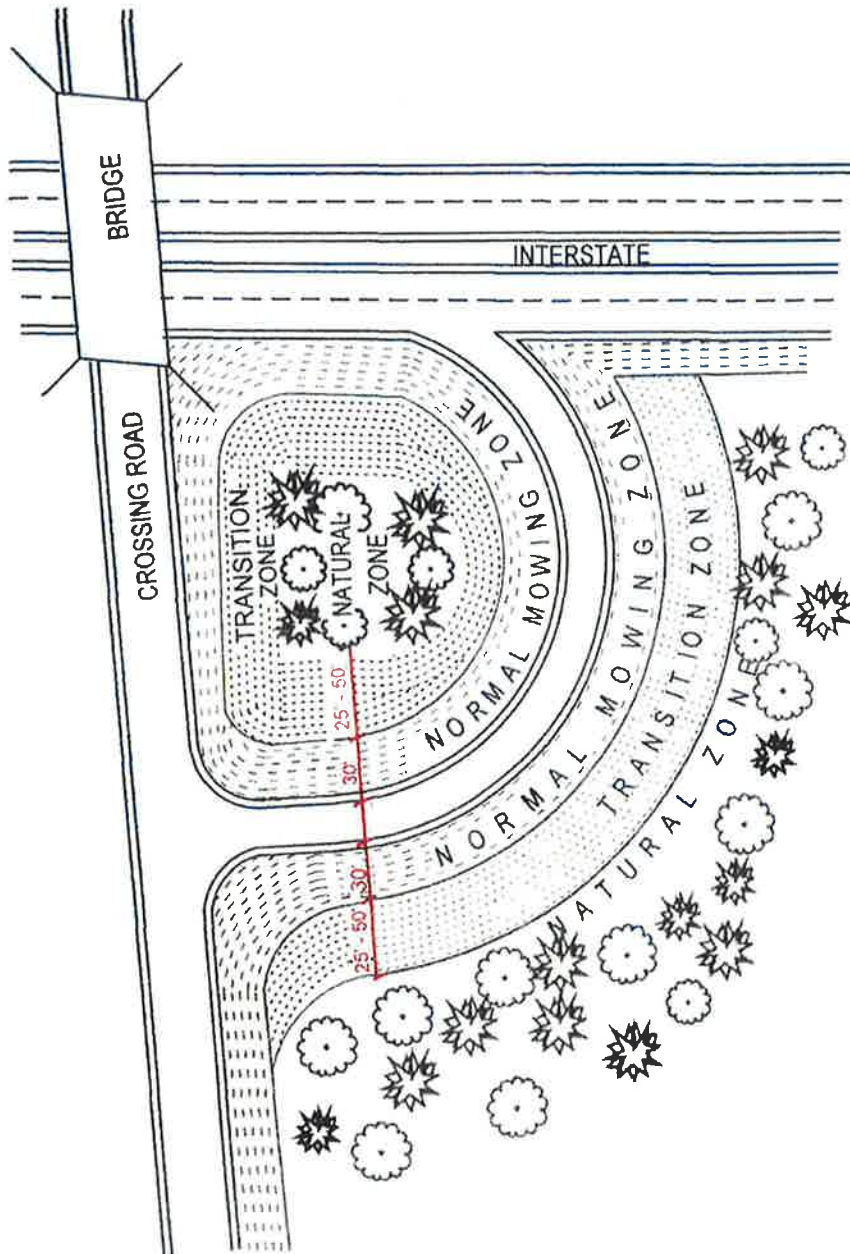 BRIDGE
INTERSTATE
CROSSING ROAD
TRANSITION
ZONE
NATURAL
ZONE
NORMAL MOWING ZONE
NORMAL MOWING ZONE
TRANSITION ZONE
NATURAL ZONE
25' - 50'
30'
30'
25' - 50'